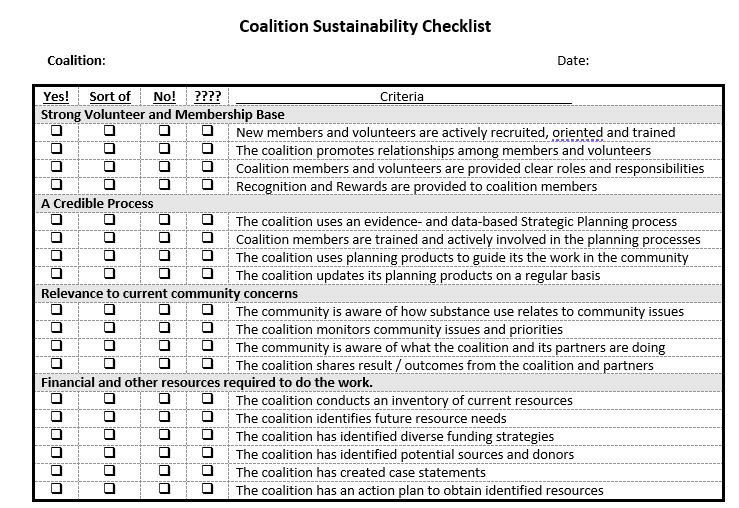 Coalition Sustainability Checklist
Coalition: Date:
Yes! Sort of No! ???? Criteria
Strong Volunteer and Membership Base
❑ ❑ ❑ ❑ New members and volunteers are actively recruited, oriented and trained
❑ ❑ ❑ ❑ The coalition promotes relationships among members and volunteers
❑ ❑ ❑ ❑ Coalition members and volunteers are provided clear roles and responsibilities
❑ ❑ ❑ ❑ Recognition and Rewards are provided to coalition members
A Credible Process
❑ ❑ ❑ ❑ The coalition uses an evidence- and data-based Strategic Planning process
❑ ❑ ❑ ❑ Coalition members are trained and actively involved in the planning processes
❑ ❑ ❑ ❑ The coalition uses planning products to guide its the work in the community
❑ ❑ ❑ ❑ The coalition updates its planning products on a regular basis
Relevance to current community concerns
❑ ❑ ❑ ❑ The community is aware of how substance use relates to community issues
❑ ❑ ❑ ❑ The coalition monitors community issues and priorities
❑ ❑ ❑ ❑ The community is aware of what the coalition and its partners are doing
❑ ❑ ❑ ❑ The coalition shares result / outcomes from the coalition and partners
Financial and other resources required to do the work.
❑ ❑ ❑ ❑ The coalition conducts an inventory of current resources
❑ ❑ ❑ ❑ The coalition identifies future resource needs
❑ ❑ ❑ ❑ The coalition has identified diverse funding strategies
❑ ❑ ❑ ❑ The coalition has identified potential sources and donors
❑ ❑ ❑ ❑ The coalition has created case statements
❑ ❑ ❑ ❑ The coalition has an action plan to obtain identified resources